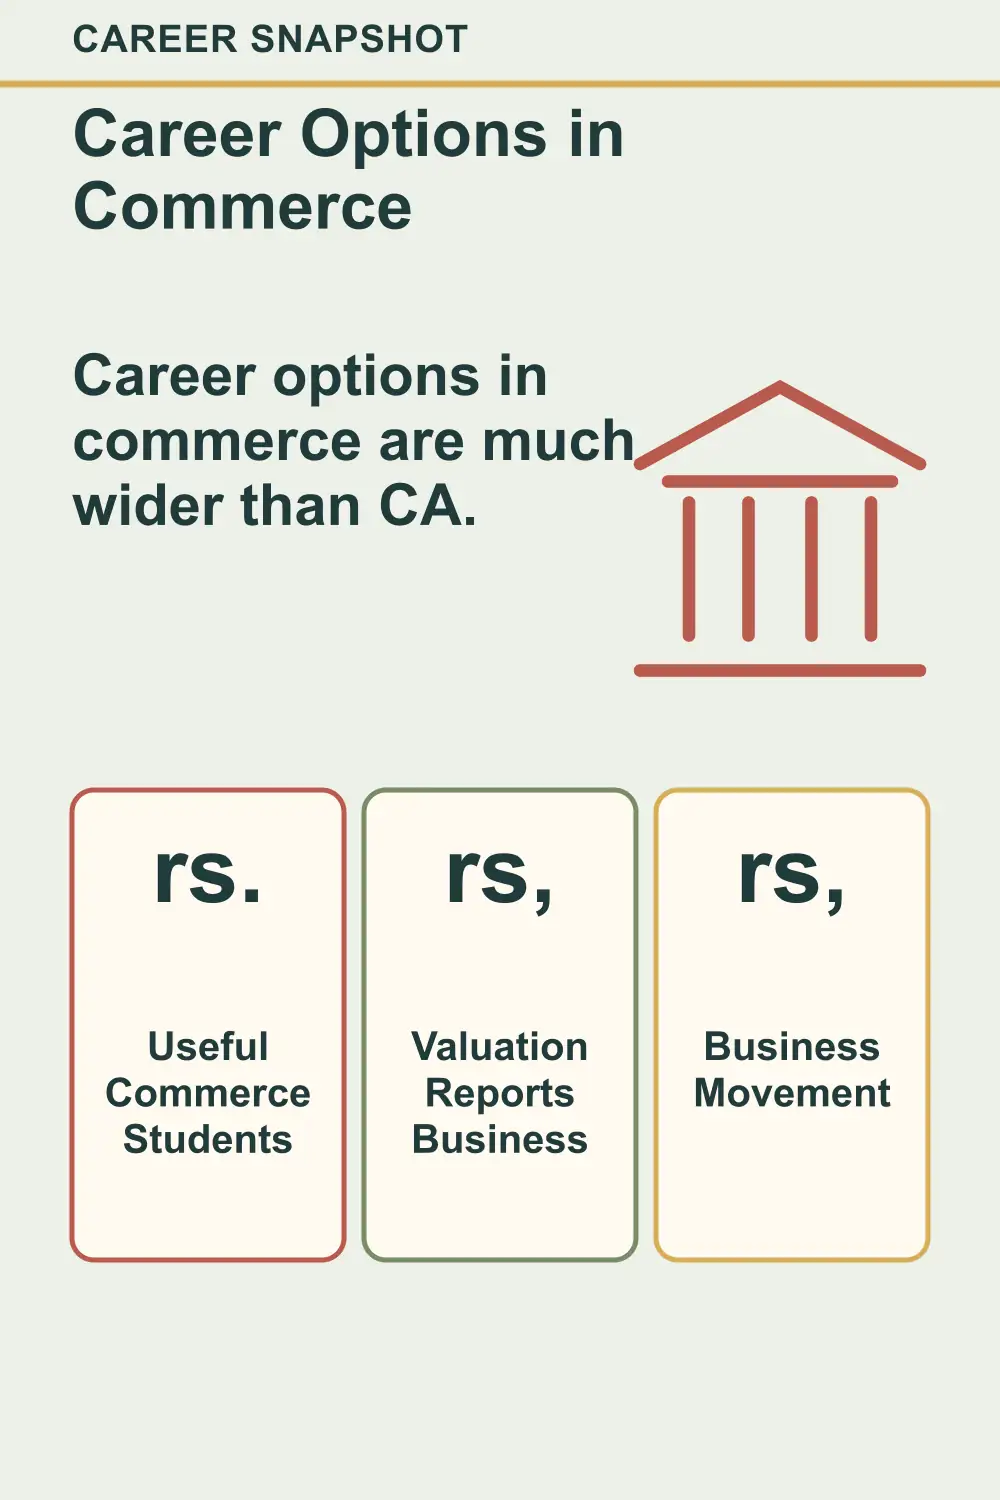 CAREER SNAPSHOT
Career Options in
Commerce
Career options in
commerce are much
wider than CA.
rs.
Useful
Commerce
Students
rs,
Valuation
Reports
Business
rs,
Business
Movement